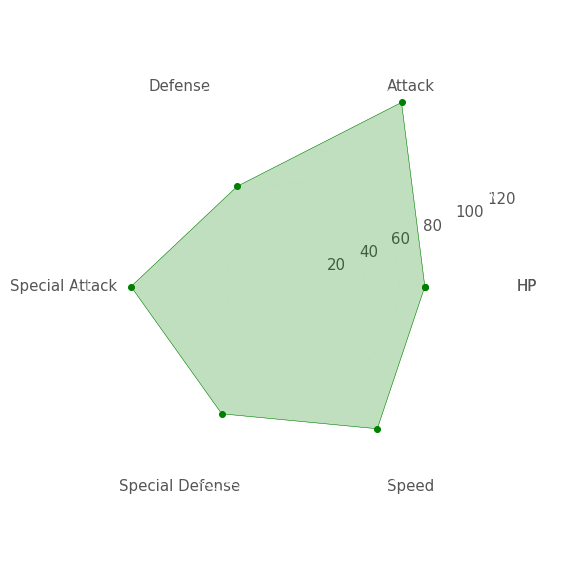 Defense
Attack
120
100
80
60
40
20
Special Attack
HP
Special Defense
Speed